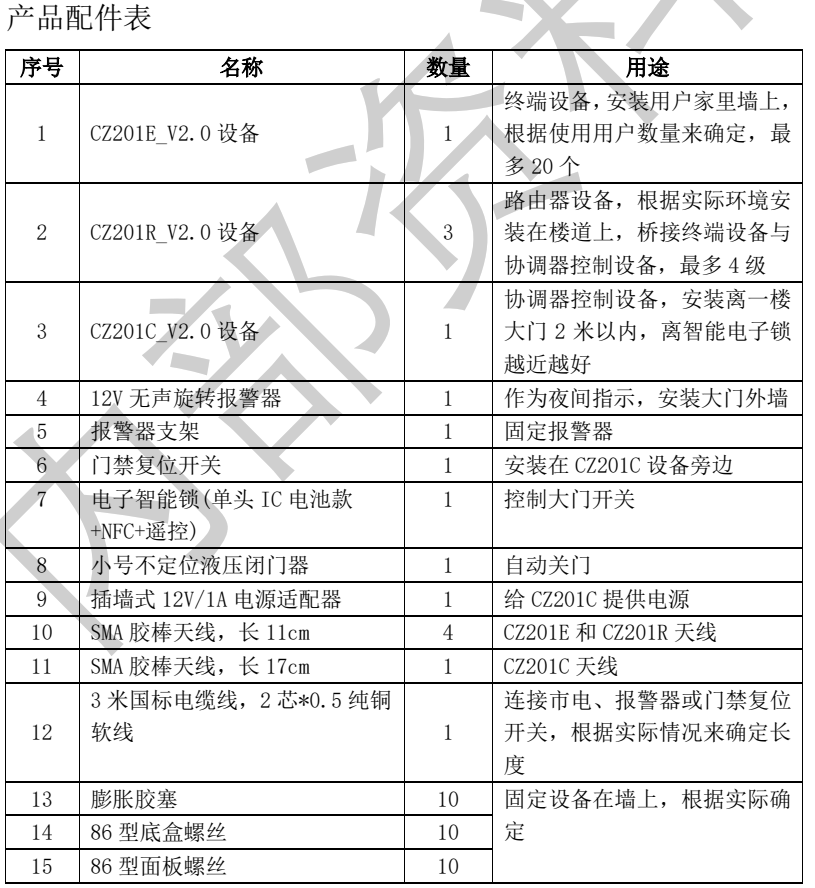 产品配件表
序号 名称 数量 用途
1 CZ201E_V2.0 设备 1 终端设备，安装用户家里墙上，
根据使用用户数量来确定，最
多 20 个
2 CZ201R_V2.0 设备 3 路由器设备，根据实际环境安
装在楼道上，桥接终端设备与
协调器控制设备，最多 4 级
3 CZ201C_V2.0 设备 1 协调器控制设备，安装离一楼
大门 2 米以内，离智能电子锁
越近越好
4 12V 无声旋转报警器 1 作为夜间指示，安装大门外墙
5 报警器支架 1 固定报警器
6 门禁复位开关 1 安装在 CZ201C 设备旁边
7 电子智能锁(单头 IC 电池款 1 控制大门开关
+NFC+遥控)
8 小号不定位液压闭门器 1 自动关门
9 插墙式 12V/1A 电源适配器 1 给 CZ201C 提供电源
10 SMA 胶棒天线，长 11cm 4 CZ201E 和 CZ201R 天线
11 SMA 胶棒天线，长 17cm 1 CZ201C 天线
12 3 米国标电缆线，2 芯*0.5 纯铜 1 连接市电、报警器或门禁复位
软线 开关，根据实际情况来确定长
度
13 膨胀胶塞 10 固定设备在墙上，根据实际确
14 86 型底盒螺丝 10 定
15 86 型面板螺丝 10
内部资料